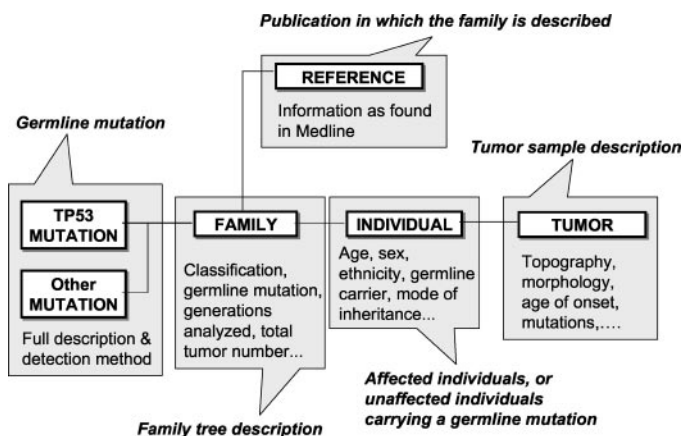 Publication in which the family is described
REFERENCE
Information as found
in Medline
Germline mutation
TP53
MUTATION
Other
MUTATION
Full description &
detection method
FAMILY
Classification,
germline mutation,
generations
analyzed, total
tumor number...
Family tree description
INDIVIDUAL
Age, sex,
ethnicity, germline
carrier, mode of
inheritance...
Affected individuals, or
unaffected individuals
carrying a germline mutation
Tumor sample description
TUMOR
Topography,
morphology,
age of onset,
mutations,....